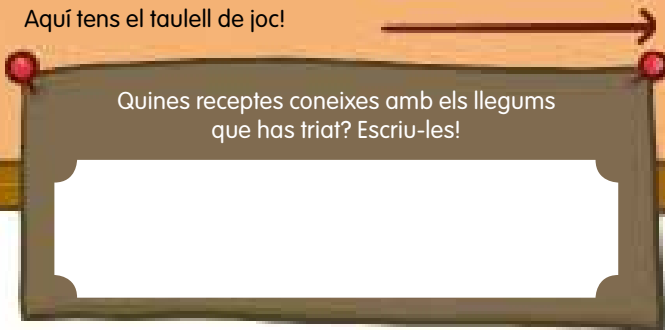 Aquí tens el taulell de joc!
Quines receptes coneixes amb els llegums
que has triat? Escriu-les!